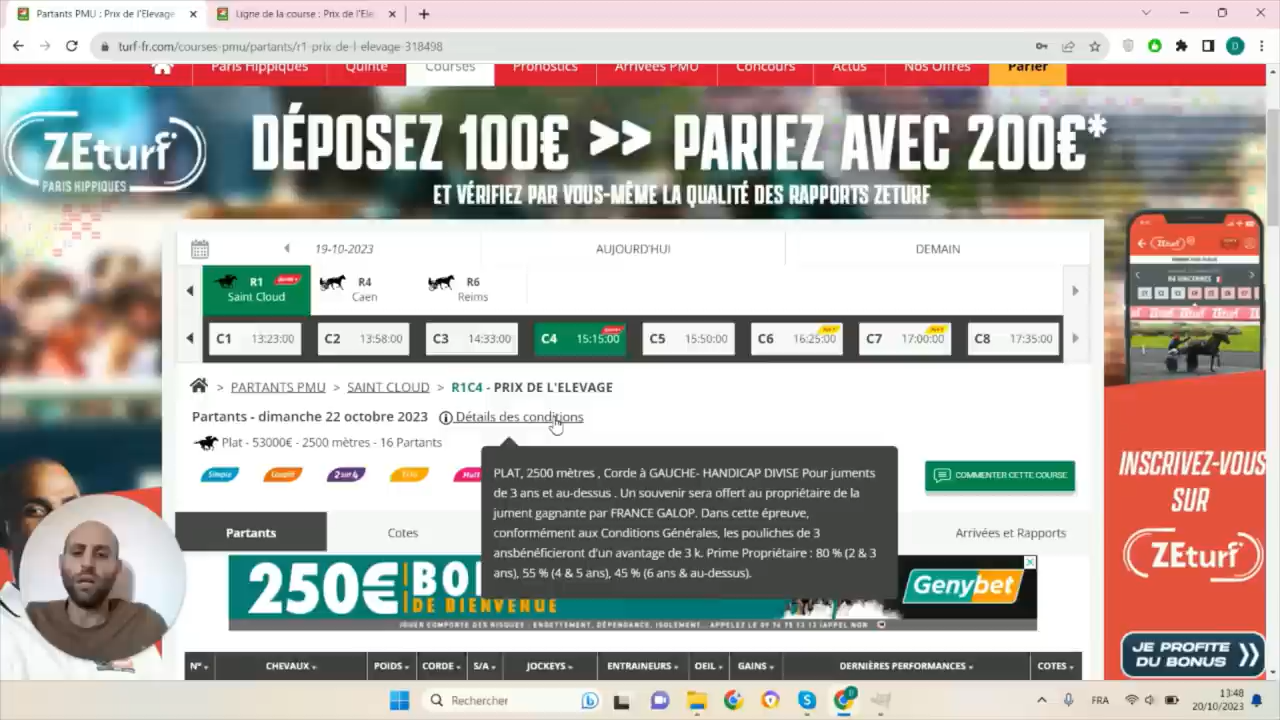 Partants PMU : Prix de l'Elevage
Ligne de la course : Prix de l'Ele
turf-fr.com/courses-pmu/partants/r1-prix-de-l-elevage-318498
Paris Hippiques
Quinté
Courses
Pronostics
Arrivées PMU
Concours
Actus
Nos Offres
Parier
ZEturf
PARIS HIPPIQUES
DÉPOSEZ 100€ >> PARIEZ AVEC 200€*
ET VÉRIFIEZ PAR VOUS-MÊME LA QUALITÉ DES RAPPORTS ZETURF
19-10-2023
AUJOURD'HUI
DEMAIN
R1
Saint Cloud
R4
Caen
R6
Reims
C1 13:23:00
C2 13:58:00
C3 14:33:00
C4 15:15:00
C5 15:50:00
C6 16:25:00
C7 17:00:00
C8 17:35:00
> PARTANTS PMU > SAINT CLOUD > R1C4 - PRIX DE L'ELEVAGE
Partants - dimanche 22 octobre 2023
Détails des conditions
Plat - 53000€ - 2500 mètres - 16 Partants
Simple
2 sur 4
PLAT, 2500 mètres , Corde à GAUCHE- HANDICAP DIVISE Pour juments
de 3 ans et au-dessus . Un souvenir sera offert au propriétaire de la
jument gagnante par FRANCE GALOP. Dans cette épreuve,
conformément aux Conditions Générales, les pouliches de 3
ansbénéficieront d'un avantage de 3 k. Prime Propriétaire : 80 % (2 & 3
ans), 55 % (4 & 5 ans), 45 % (6 ans & au-dessus).
COMMENTER CETTE COURSE
Partants
Cotes
Arrivées et Rapports
250€ BO
DE BIENVENUE
Genybet
N°
CHEVAUX
POIDS
CORDE
S/A
JOCKEYS
ENTRAINEURS
OEIL
GAINS
DERNIÈRES PERFORMANCES
COTES
INSCRIVEZ-VOUS
SUR
ZEturf
JE PROFITE
DU BONUS
Rechercher
FRA
13:48
20/10/2023